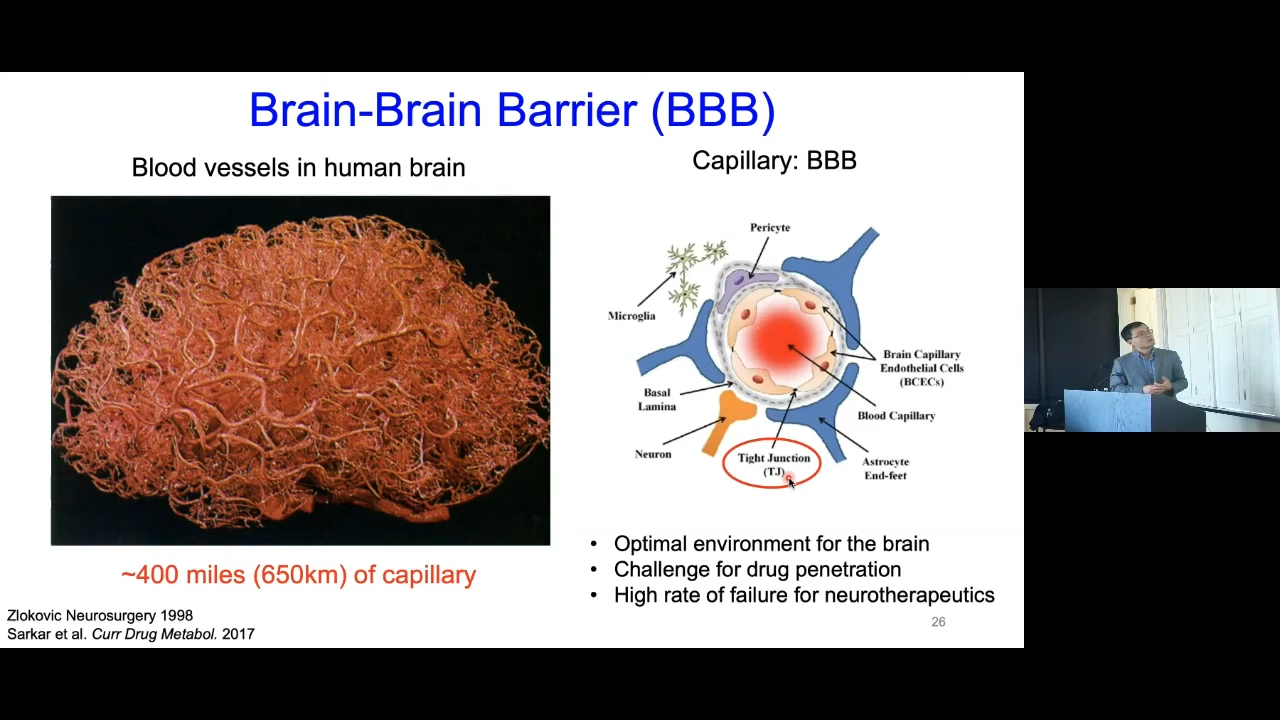 Brain-Brain Barrier (BBB)
Blood vessels in human brain
~400 miles (650km) of capillary
Zlokovic Neurosurgery 1998
Sarkar et al. Curr Drug Metabol. 2017
Capillary: BBB
Pericyte
Microglia
Brain Capillary
Endothelial Cells
(BCECs)
Basal
Lamina
Blood Capillary
Neuron
Tight Junction
(TJ)
Astrocyte
End-feet
• Optimal environment for the brain
• Challenge for drug penetration
• High rate of failure for neurotherapeutics
26